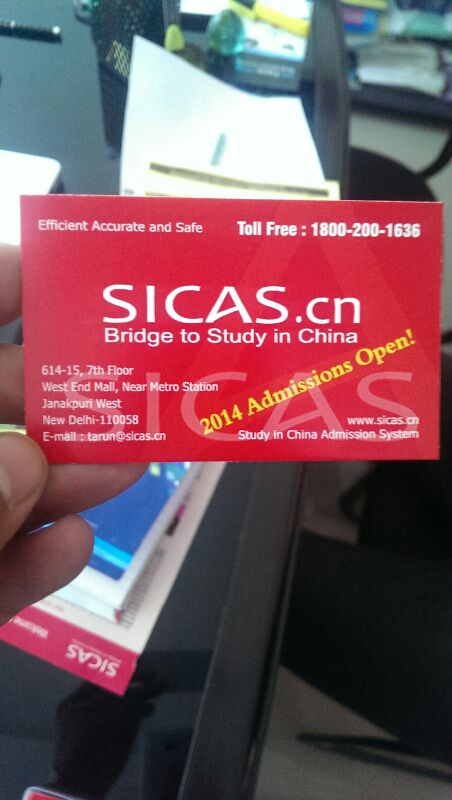 Efficient Accurate and Safe
Toll Free : 1800-200-1636
SICAS.cn
Bridge to Study in China
2014 Admissions Open!
614-15, 7th Floor
West End Mall, Near Metro Station
Janakpuri West
New Delhi-110058
E-mail : tarun@sicas.cn
SICAS
www.sicas.cn
Study in China Admission System
SICAS
Welcome